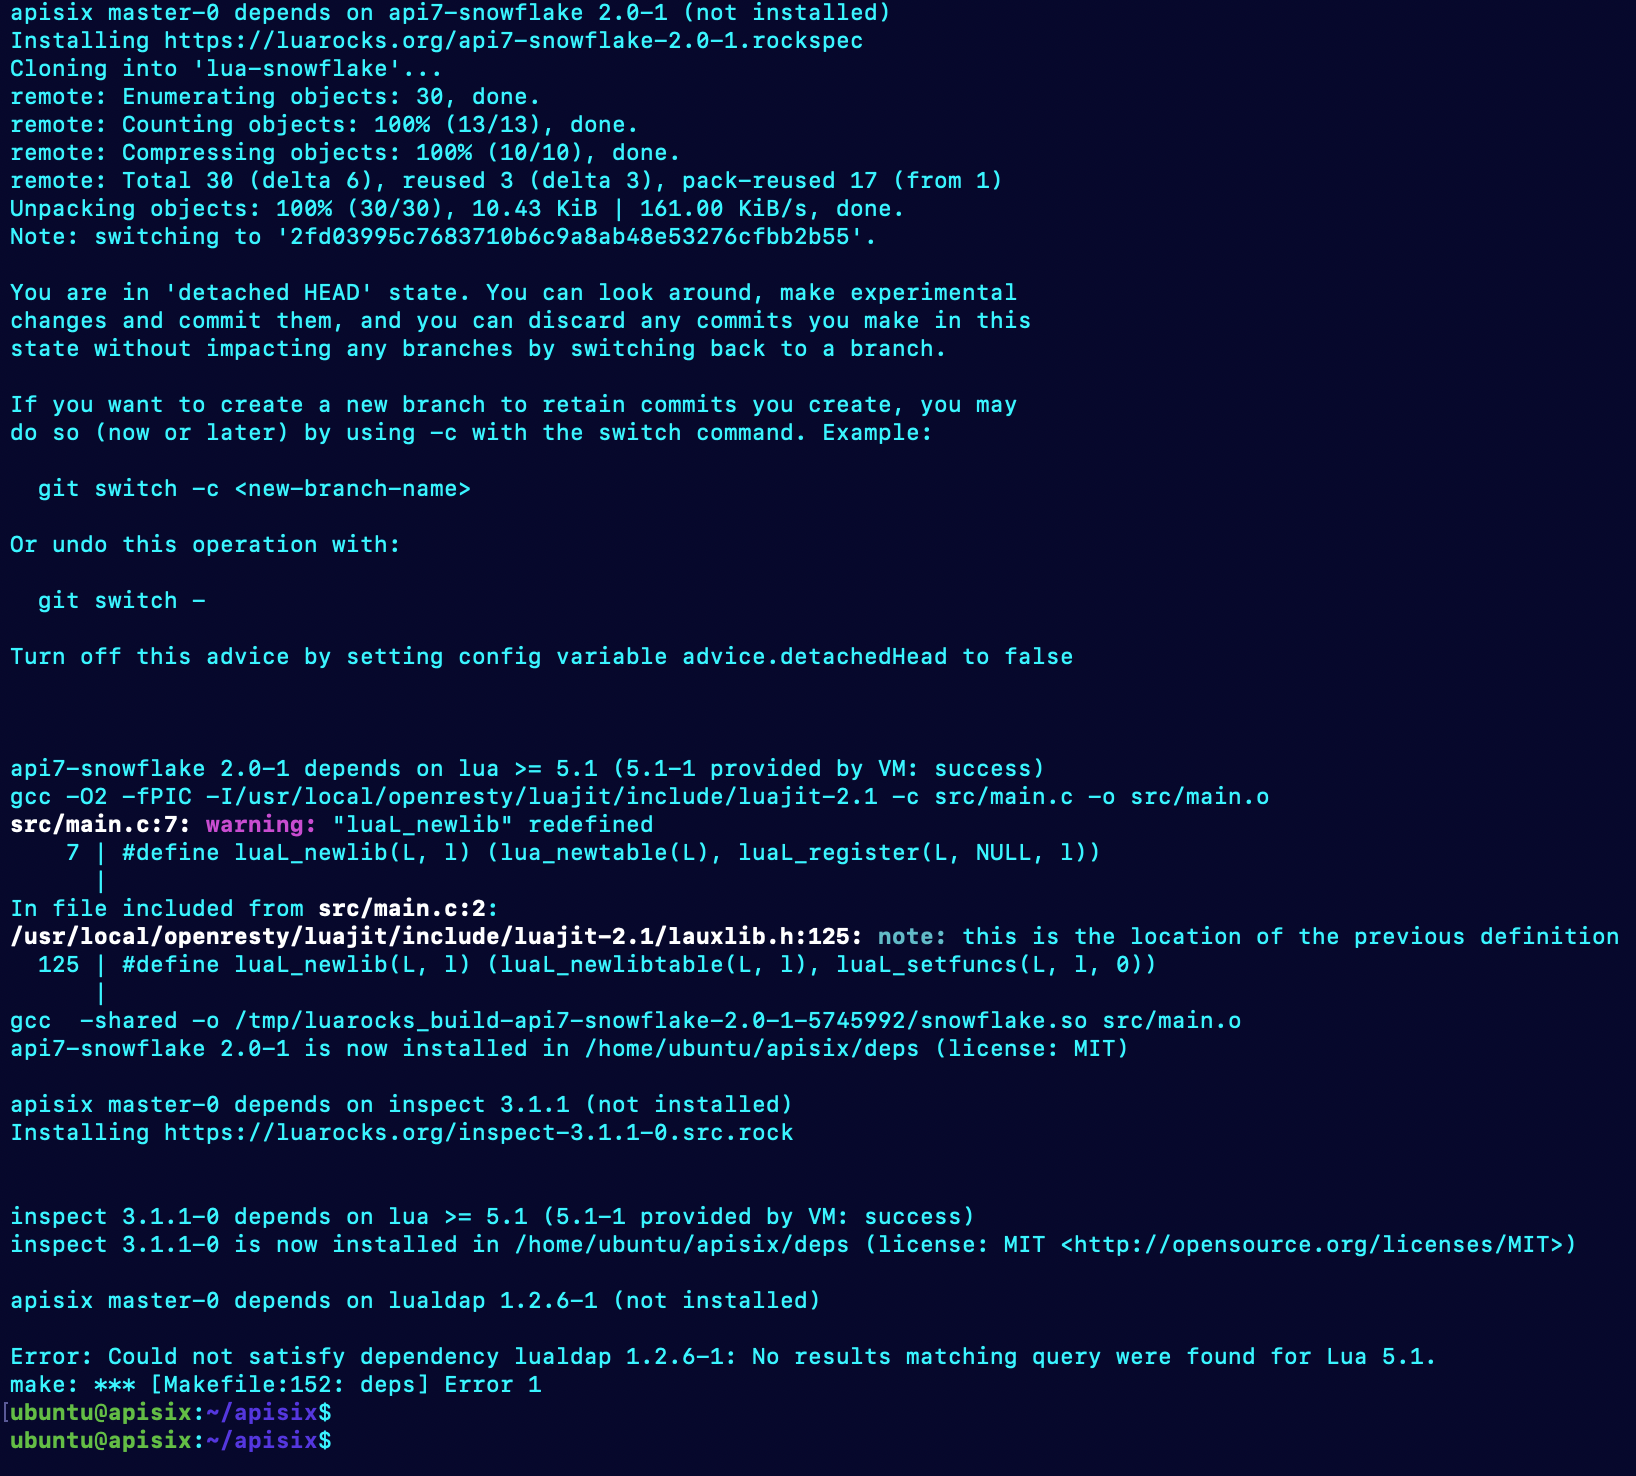 apisix master-0 depends on api7-snowflake 2.0-1 (not installed)
Installing https://luarocks.org/api7-snowflake-2.0-1.rockspec
Cloning into 'lua-snowflake'...
remote: Enumerating objects: 30, done.
remote: Counting objects: 100% (13/13), done.
remote: Compressing objects: 100% (10/10), done.
remote: Total 30 (delta 6), reused 3 (delta 3), pack-reused 17 (from 1)
Unpacking objects: 100% (30/30), 10.43 KiB | 161.00 KiB/s, done.
Note: switching to '2fd03995c7683710b6c9a8ab48e53276cfbb2b55'.

You are in 'detached HEAD' state. You can look around, make experimental
changes and commit them, and you can discard any commits you make in this
state without impacting any branches by switching back to a branch.

If you want to create a new branch to retain commits you create, you may
do so (now or later) by using -c with the switch command. Example:

  git switch -c <new-branch-name>

Or undo this operation with:

  git switch -

Turn off this advice by setting config variable advice.detachedHead to false

api7-snowflake 2.0-1 depends on lua >= 5.1 (5.1-1 provided by VM: success)
gcc -O2 -fPIC -I/usr/local/openresty/luajit/include/luajit-2.1 -c src/main.c -o src/main.o
src/main.c:7: warning: "luaL_newlib" redefined
    7 | #define luaL_newlib(L, l) (lua_newtable(L), luaL_register(L, NULL, l))
      |
In file included from src/main.c:2:
/usr/local/openresty/luajit/include/luajit-2.1/lauxlib.h:125: note: this is the location of the previous definition
  125 | #define luaL_newlib(L, l) (luaL_newlibtable(L, l), luaL_setfuncs(L, l, 0))
      |
gcc  -shared -o /tmp/luarocks_build-api7-snowflake-2.0-1-5745992/snowflake.so src/main.o
api7-snowflake 2.0-1 is now installed in /home/ubuntu/apisix/deps (license: MIT)

apisix master-0 depends on inspect 3.1.1 (not installed)
Installing https://luarocks.org/inspect-3.1.1-0.src.rock

inspect 3.1.1-0 depends on lua >= 5.1 (5.1-1 provided by VM: success)
inspect 3.1.1-0 is now installed in /home/ubuntu/apisix/deps (license: MIT <http://opensource.org/licenses/MIT>)

apisix master-0 depends on lualdap 1.2.6-1 (not installed)

Error: Could not satisfy dependency lualdap 1.2.6-1: No results matching query were found for Lua 5.1.
make: *** [Makefile:152: deps] Error 1
[ubuntu@apisix:~/apisix$
ubuntu@apisix:~/apisix$